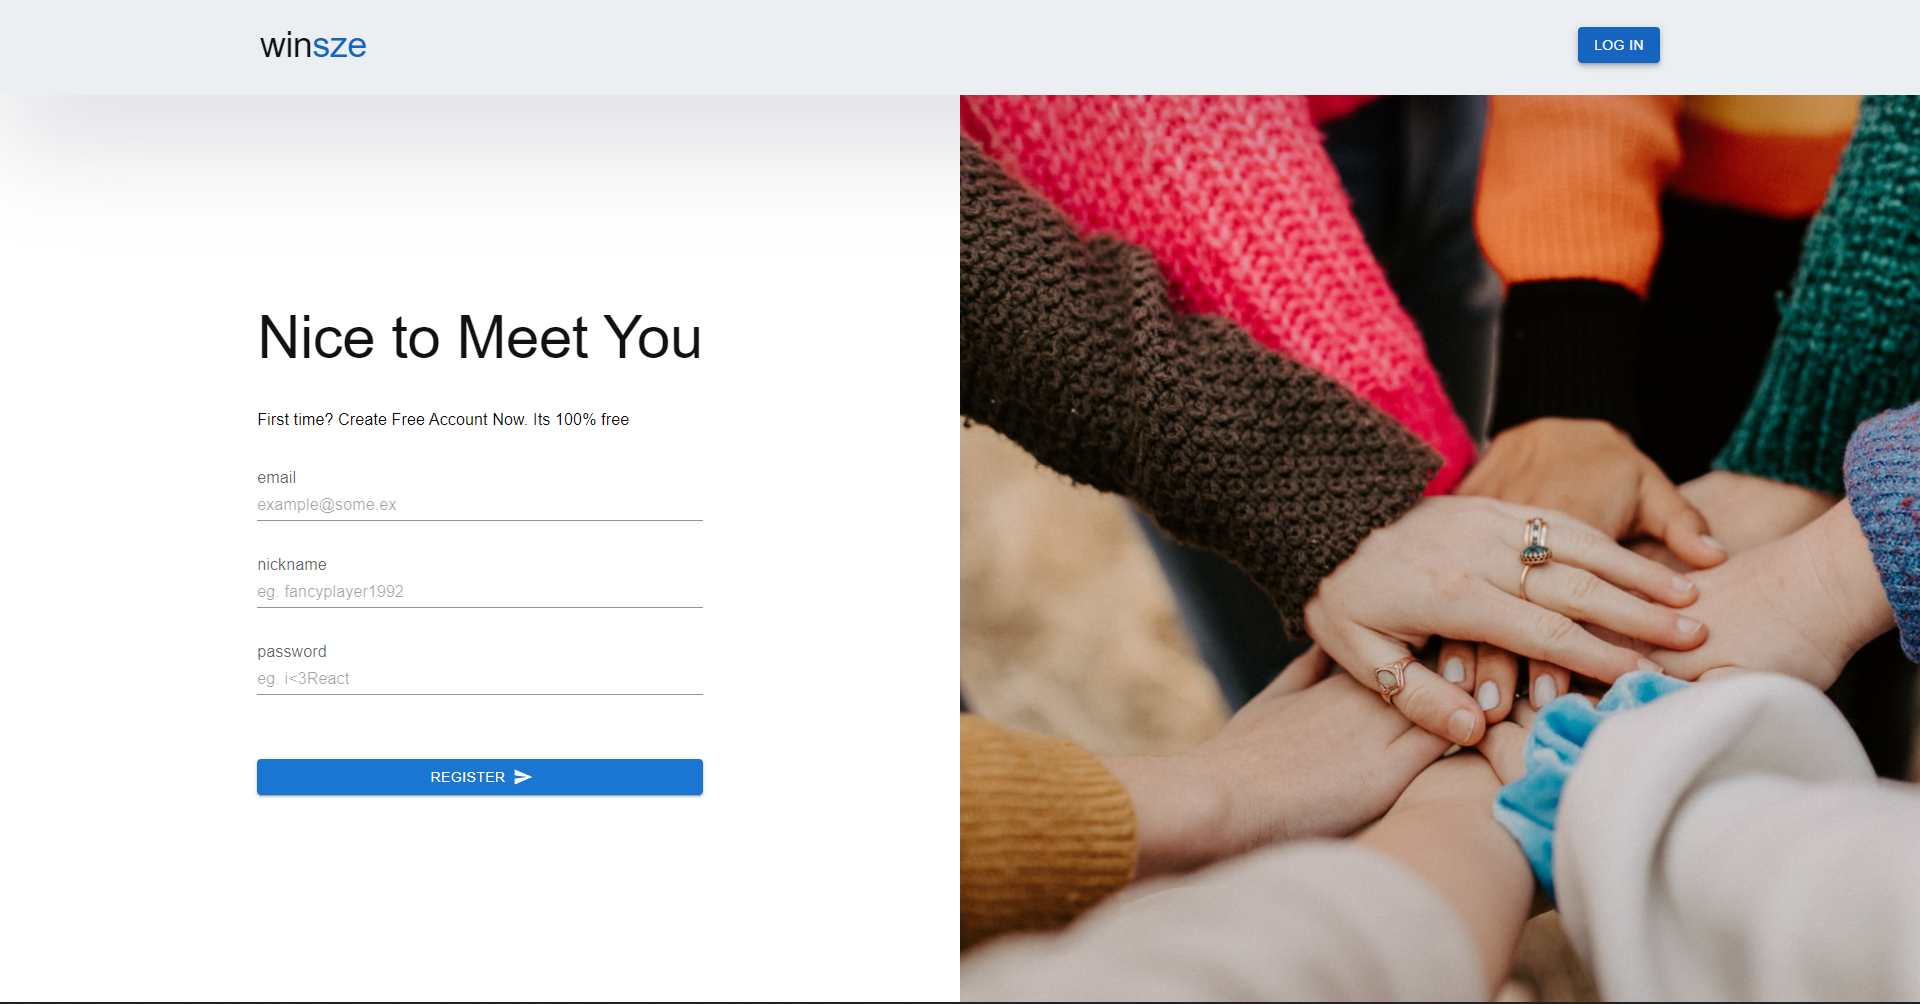 winsze
LOG IN
Nice to Meet You
First time? Create Free Account Now. Its 100% free
email
example@some.ex
nickname
eg. fancyplayer1992
password
eg. i<3React
REGISTER